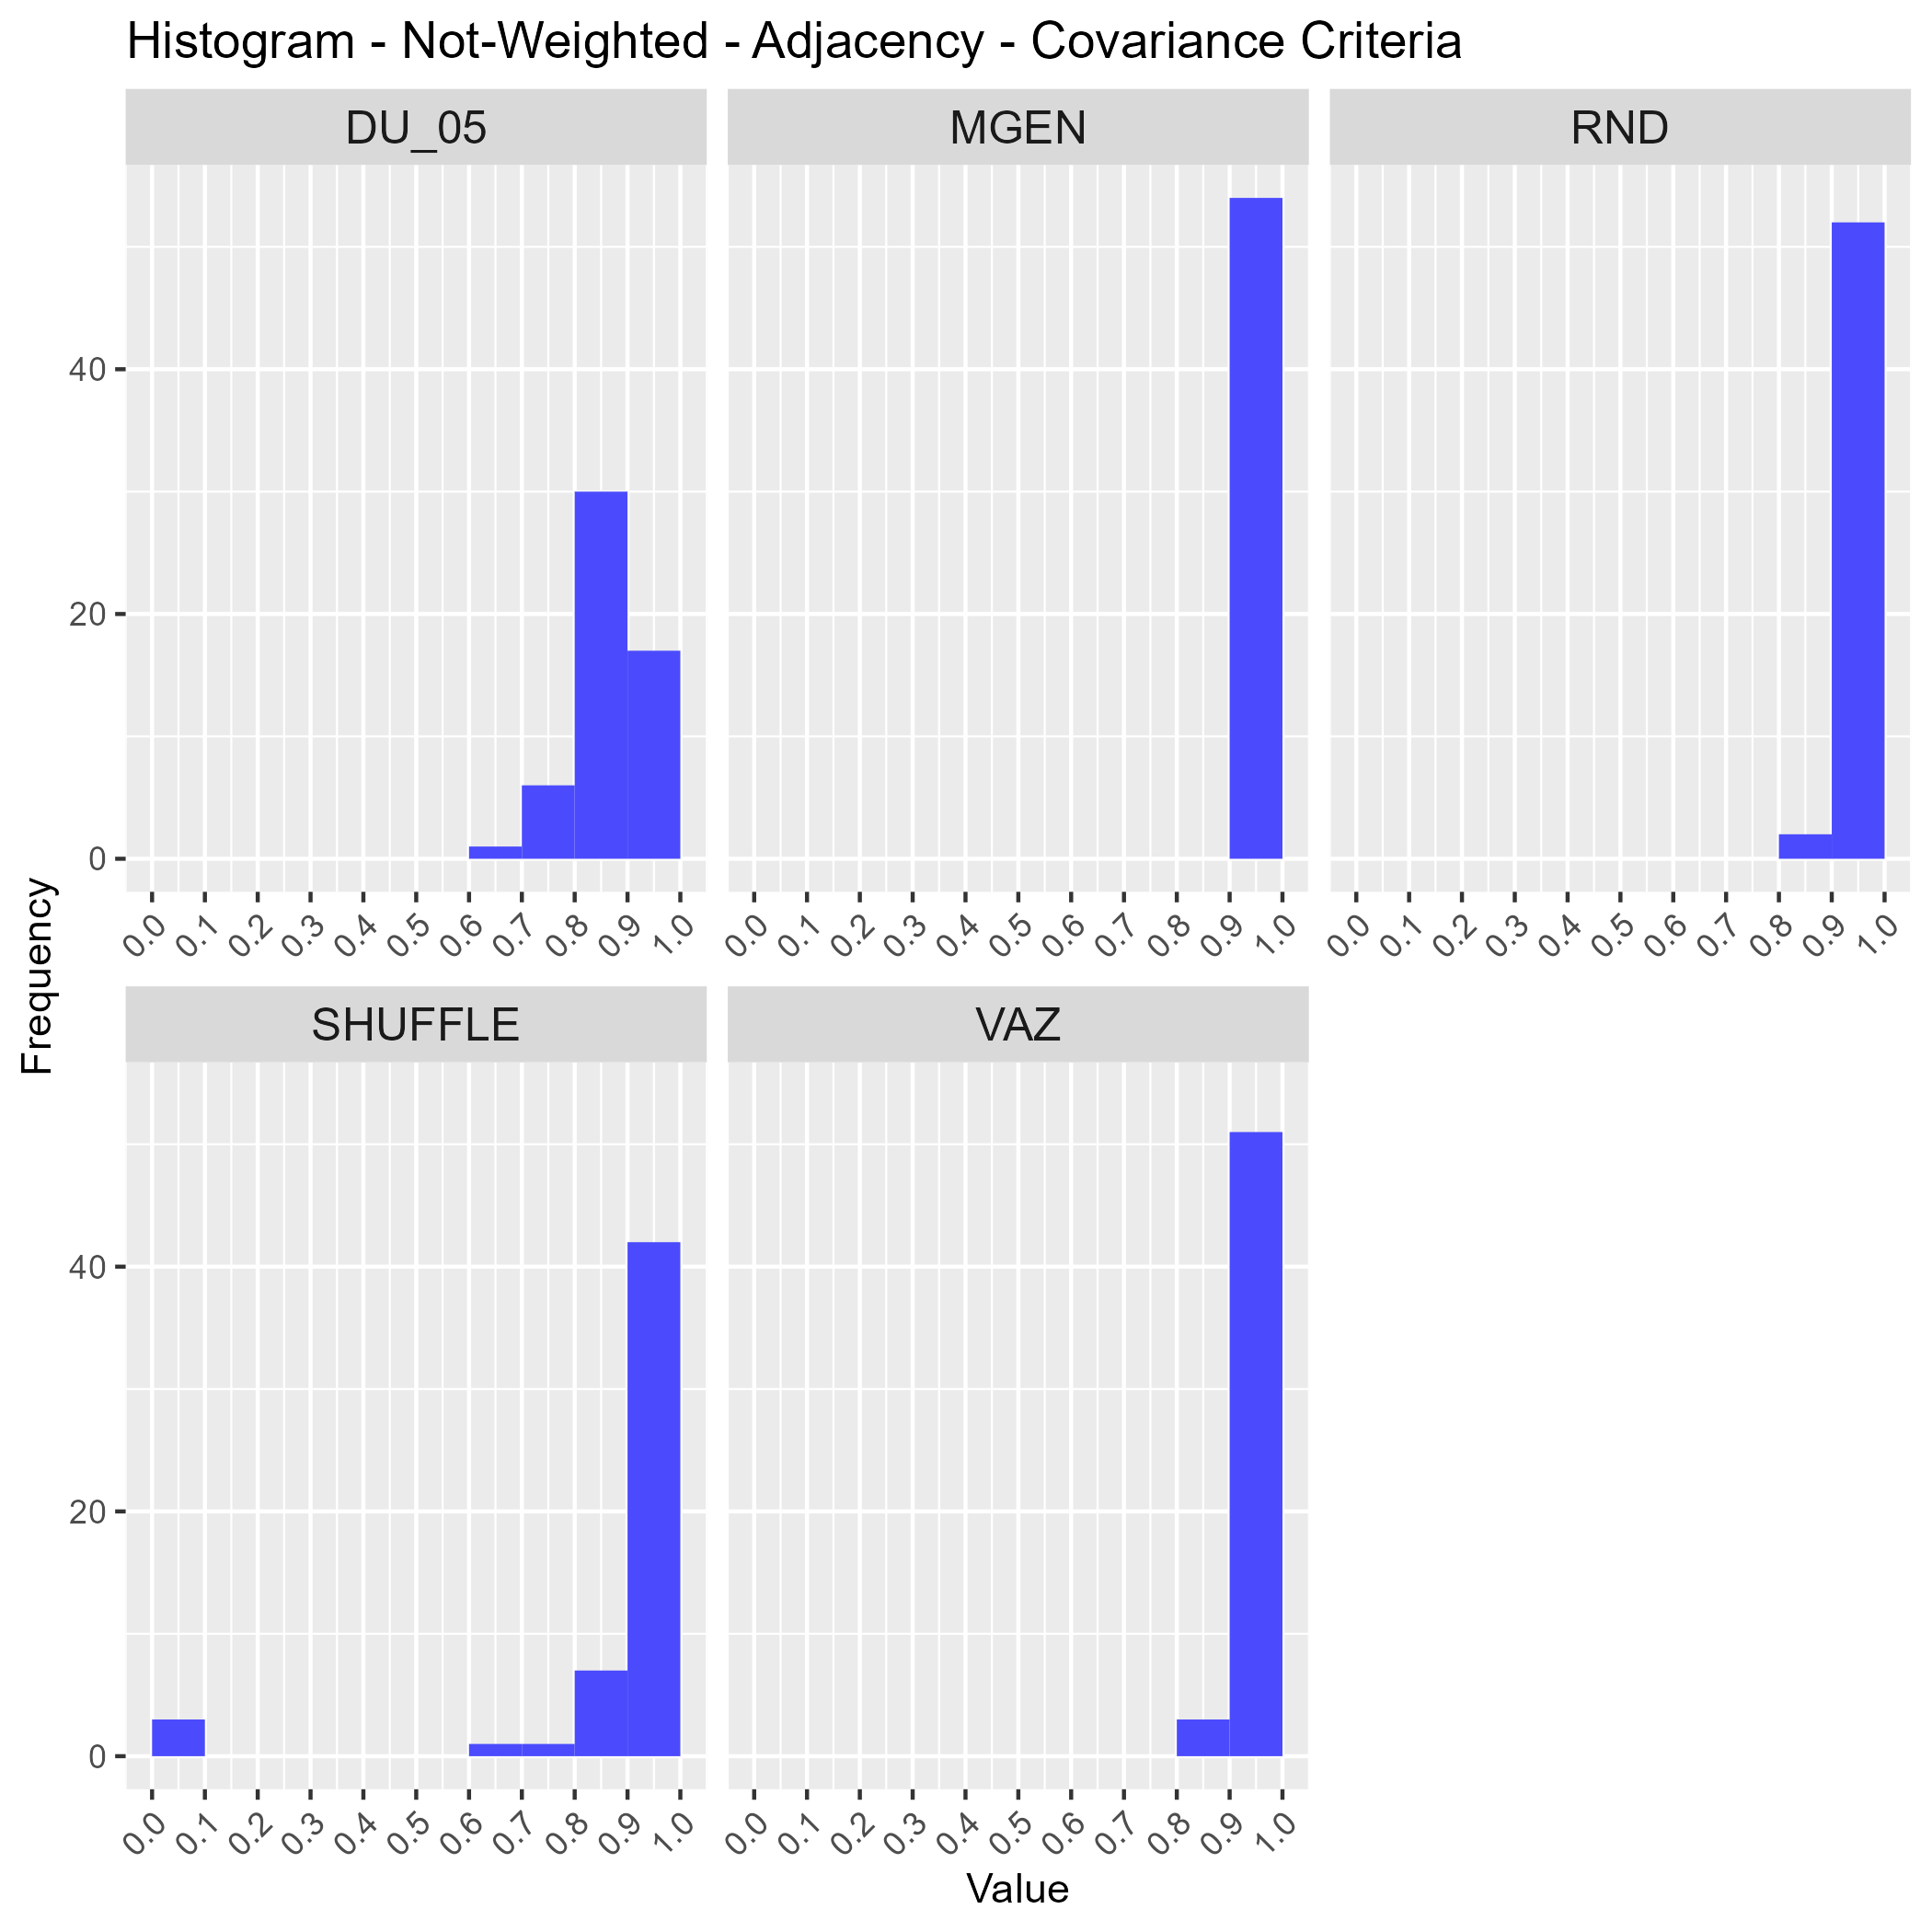 Histogram - Not-Weighted - Adjacency - Covariance Criteria
DU_05 MGEN RND
40
20
0
0.0 0.1 0.2 0.3 0.4 0.5 0.6 0.7 0.8 0.9 1.0 0.0 0.1 0.2 0.3 0.4 0.5 0.6 0.7 0.8 0.9 1.0 0.0 0.1 0.2 0.3 0.4 0.5 0.6 0.7 0.8 0.9 1.0
Frequency
SHUFFLE VAZ
40
20
0
0.0 0.1 0.2 0.3 0.4 0.5 0.6 0.7 0.8 0.9 1.0 0.0 0.1 0.2 0.3 0.4 0.5 0.6 0.7 0.8 0.9 1.0
Value